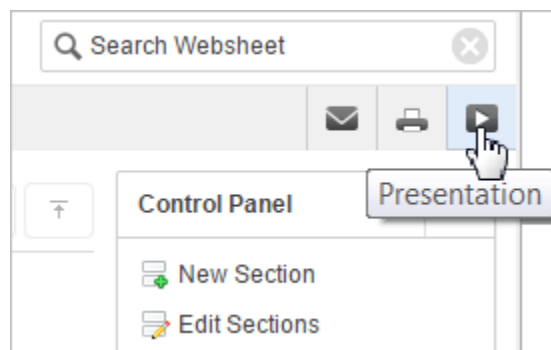 Search Websheet
Presentation
Control Panel
New Section
Edit Sections